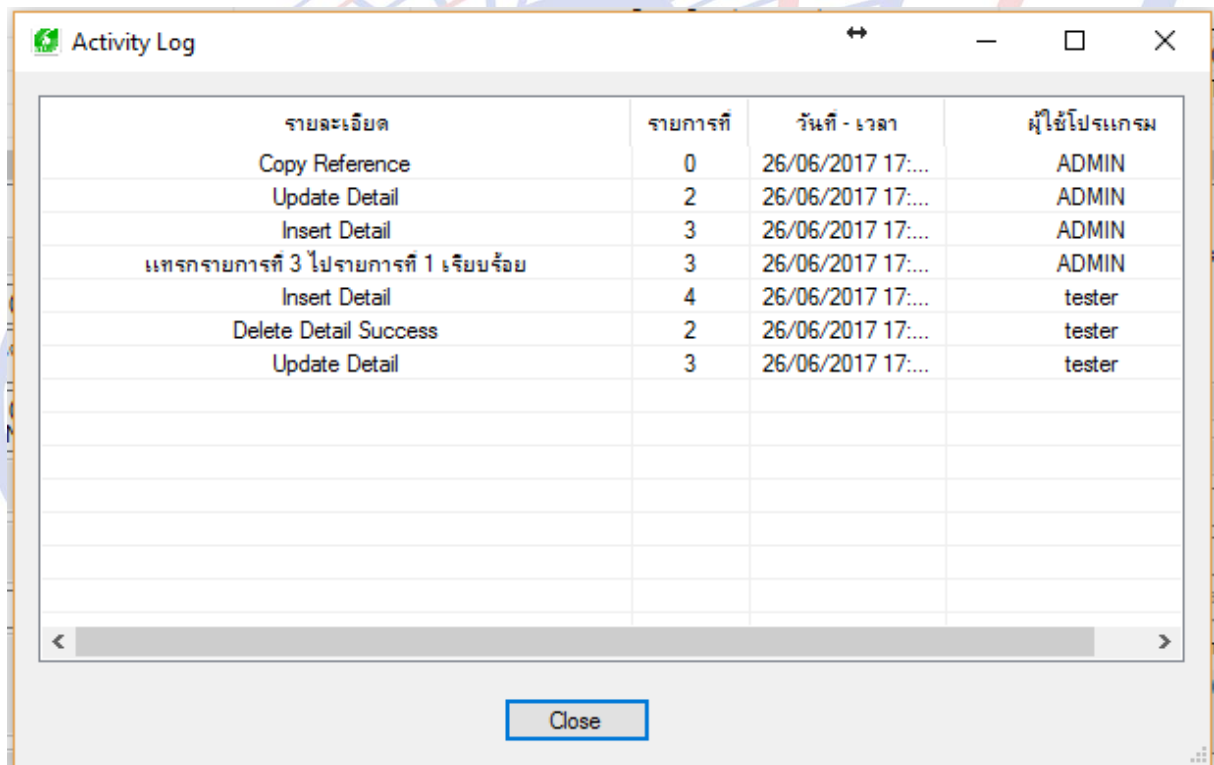 Activity Log
รายละเอียด รายการที่ วันที่ - เวลา ผู้ใช้โปรแกรม
Copy Reference 0 26/06/2017 17:... ADMIN
Update Detail 2 26/06/2017 17:... ADMIN
Insert Detail 3 26/06/2017 17:... ADMIN
แทรกรายการที่ 3 ไปรายการที่ 1 เรียบร้อย 3 26/06/2017 17:... ADMIN
Insert Detail 4 26/06/2017 17:... tester
Delete Detail Success 2 26/06/2017 17:... tester
Update Detail 3 26/06/2017 17:... tester
Close